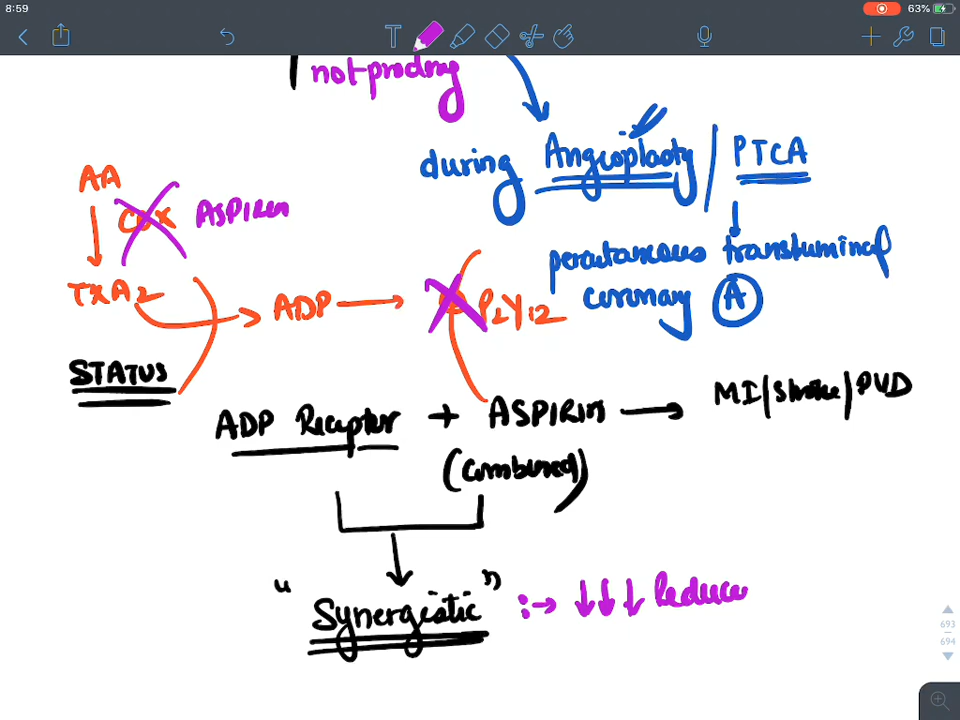 8:59
63%
T
not-prodrug
during Angioplasty / PTCA
percutaneous transluminal
coronary A
AA
COX ASPIRIN
TXA2
ADP → P2Y12
STATUS
ADP Receptor + ASPIRIN → MI/Stroke/PVD
(Combined)
"Synergistic" :→ ↓↓↓ Reduce
693
694